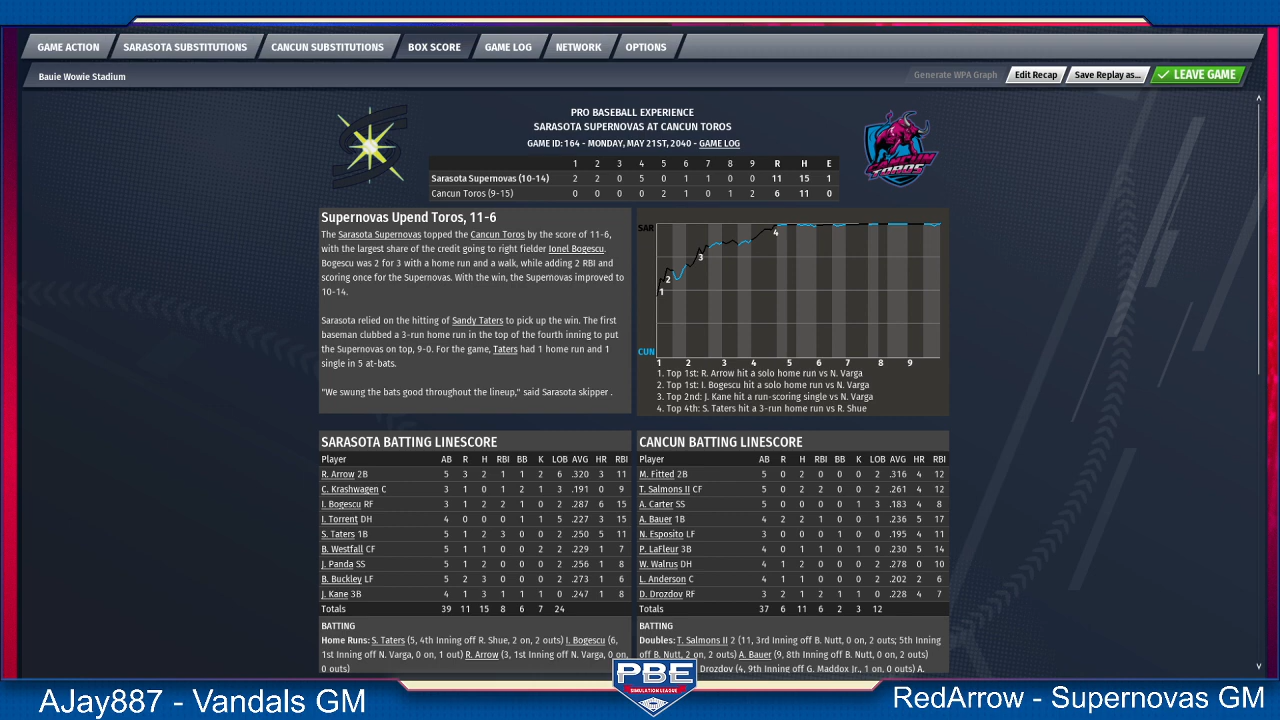 GAME ACTION SARASOTA SUBSTITUTIONS CANCUN SUBSTITUTIONS BOX SCORE GAME LOG NETWORK OPTIONS
Bauie Wowie Stadium Generate WPA Graph Edit Recap Save Replay as... LEAVE GAME
PRO BASEBALL EXPERIENCE
SARASOTA SUPERNOVAS AT CANCUN TOROS
GAME ID: 164 - MONDAY, MAY 21ST, 2040 - GAME LOG
CANCUN
TOROS
1 2 3 4 5 6 7 8 9 R H E
Sarasota Supernovas (10-14) 2 2 0 5 0 1 1 0 0 11 15 1
Cancun Toros (9-15) 0 0 0 0 2 1 0 1 2 6 11 0
Supernovas Upend Toros, 11-6
The Sarasota Supernovas topped the Cancun Toros by the score of 11-6,
with the largest share of the credit going to right fielder Ionel Bogescu.
Bogescu was 2 for 3 with a home run and a walk, while adding 2 RBI and
scoring once for the Supernovas. With the win, the Supernovas improved to
10-14.
Sarasota relied on the hitting of Sandy Taters to pick up the win. The first
baseman clubbed a 3-run home run in the top of the fourth inning to put
the Supernovas on top, 9-0. For the game, Taters had 1 home run and 1
single in 5 at-bats.
"We swung the bats good throughout the lineup," said Sarasota skipper .
SAR
4
3
2
1
CUN
1 2 3 4 5 6 7 8 9
1. Top 1st: R. Arrow hit a solo home run vs N. Varga
2. Top 1st: I. Bogescu hit a solo home run vs N. Varga
3. Top 2nd: J. Kane hit a run-scoring single vs N. Varga
4. Top 4th: S. Taters hit a 3-run home run vs R. Shue
SARASOTA BATTING LINESCORE
Player AB R H RBI BB K LOB AVG HR RBI
R. Arrow 2B 5 3 2 1 1 2 6 .320 3 11
C. Krashwagen C 3 1 0 1 2 1 3 .191 0 9
I. Bogescu RF 3 1 2 2 1 0 2 .287 6 15
I. Torrent DH 4 0 0 0 1 1 5 .227 3 15
S. Taters 1B 5 1 2 3 0 0 2 .250 5 11
B. Westfall CF 5 1 1 0 0 2 2 .229 1 7
J. Panda SS 5 1 2 0 0 0 2 .256 1 8
B. Buckley LF 5 2 3 0 0 0 2 .273 1 6
J. Kane 3B 4 1 3 1 1 1 0 .247 1 8
Totals 39 11 15 8 6 7 24
BATTING
Home Runs: S. Taters (5, 4th Inning off R. Shue, 2 on, 2 outs) I. Bogescu (6,
1st Inning off N. Varga, 0 on, 1 out) R. Arrow (3, 1st Inning off N. Varga, 0 on,
0 outs)
CANCUN BATTING LINESCORE
Player AB R H RBI BB K LOB AVG HR RBI
M. Fitted 2B 5 0 2 0 0 0 2 .316 4 12
T. Salmons II CF 5 0 2 2 0 0 2 .261 4 12
A. Carter SS 5 0 0 0 0 1 3 .183 4 8
A. Bauer 1B 4 2 2 1 0 0 1 .236 5 17
N. Esposito LF 3 0 0 0 1 0 0 .195 4 11
P. LaFleur 3B 4 0 1 1 0 1 0 .230 5 14
W. Walrus DH 4 1 2 0 0 0 2 .278 0 10
L. Anderson C 4 1 1 0 0 0 2 .202 2 6
D. Drozdov RF 3 2 1 2 1 1 0 .228 4 7
Totals 37 6 11 6 2 3 12
BATTING
Doubles: T. Salmons II 2 (11, 3rd Inning off B. Nutt, 0 on, 2 outs; 5th Inning
off B. Nutt, 2 on, 2 outs) A. Bauer (9, 8th Inning off B. Nutt, 0 on, 2 outs)
Drozdov (4, 9th Inning off G. Maddox Jr., 1 on, 0 outs) A.
PBE
SIMULATION LEAGUE
AJay887 - Vandals GM RedArrow - Supernovas GM